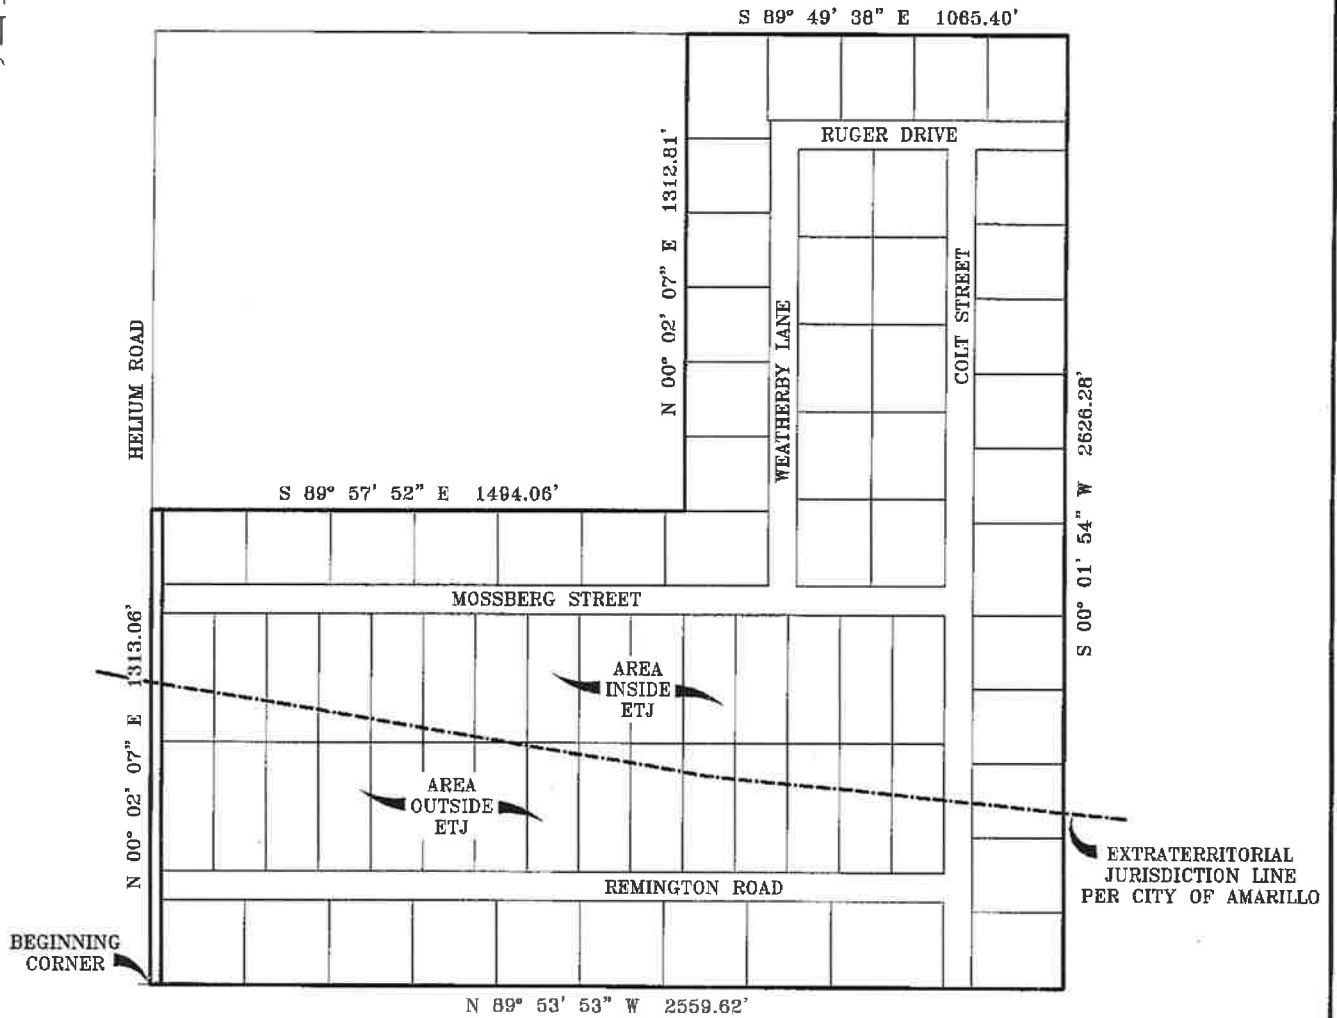 S 89° 49' 38" E 1065.40'
RUGER DRIVE
N 00° 02' 07" E 1312.81'
WEATHERBY LANE
COLT STREET
HELIUM ROAD
S 00° 01' 54" W 2626.28'
S 89° 57' 52" E 1494.06'
MOSSBERG STREET
N 00° 02' 07" E 1313.06'
AREA
INSIDE
ETJ
AREA
OUTSIDE
ETJ
EXTRATERRITORIAL
JURISDICTION LINE
PER CITY OF AMARILLO
REMINGTON ROAD
BEGINNING
CORNER
N 89° 53' 53" W 2559.62'